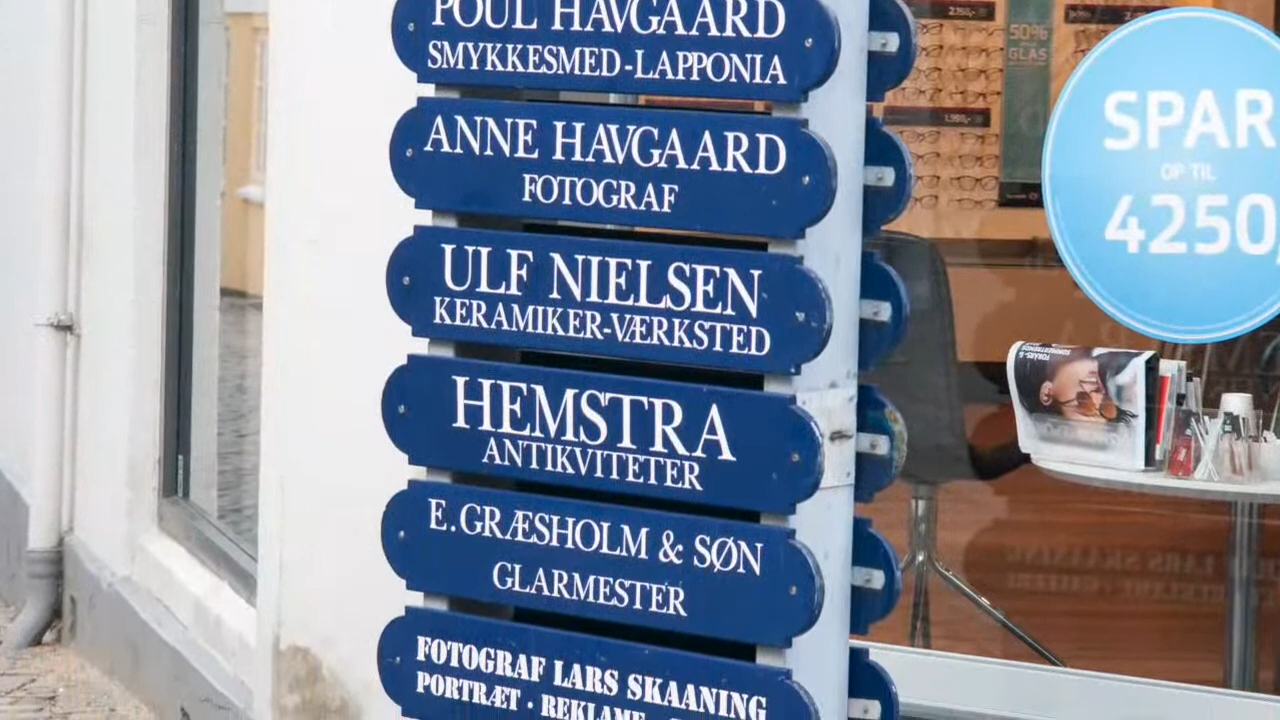 POUL HAVGAARD
SMYKKESMED-LAPPONIA
ANNE HAVGAARD
FOTOGRAF
ULF NIELSEN
KERAMIKER-VÆRKSTED
HEMSTRA
ANTIKVITETER
E. GRÆSHOLM & SØN
GLARMESTER
FOTOGRAF LARS SKAANING
PORTRÆT · REKLAME
50%
GLAS
SPAR
OP TIL
4250,